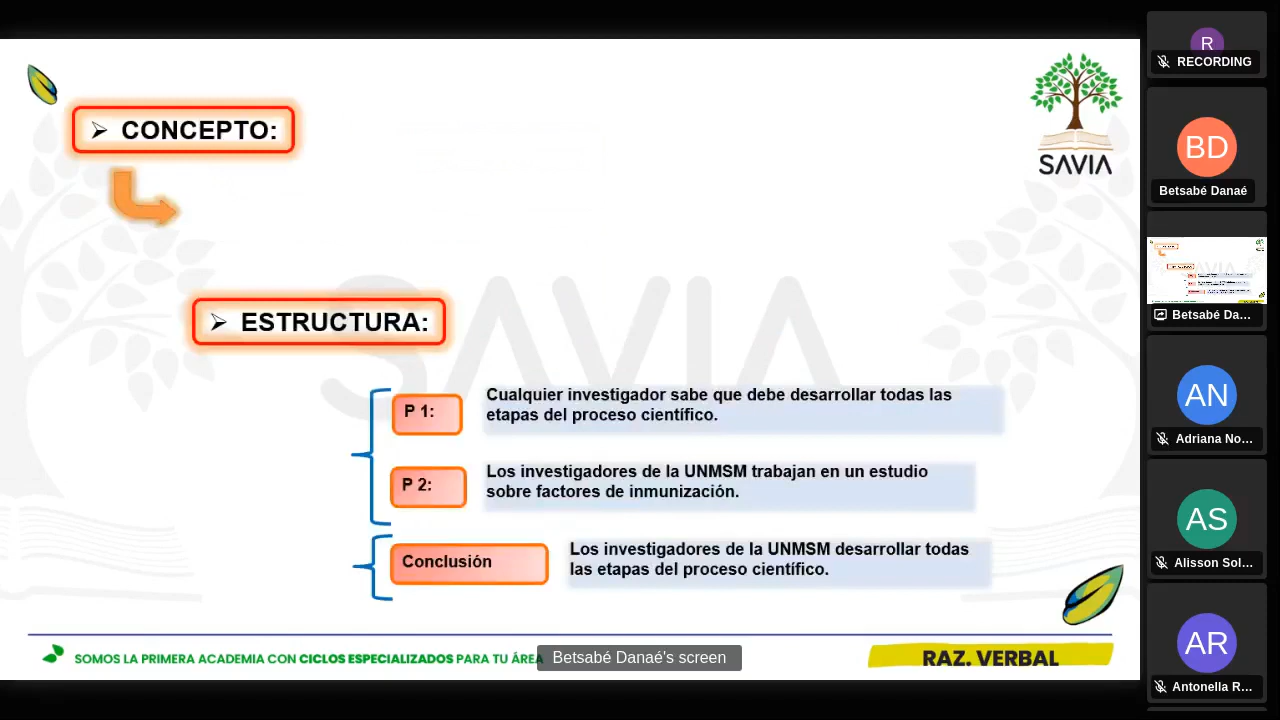 ➢ CONCEPTO:
SAVIA
SAVIA
➢ ESTRUCTURA:
P 1:
Cualquier investigador sabe que debe desarrollar todas las
etapas del proceso científico.
P 2:
Los investigadores de la UNMSM trabajan en un estudio
sobre factores de inmunización.
Conclusión
Los investigadores de la UNMSM desarrollar todas
las etapas del proceso científico.
SOMOS LA PRIMERA ACADEMIA CON CICLOS ESPECIALIZADOS PARA TU ÁREA
Betsabé Danaé's screen
RAZ. VERBAL
R
RECORDING
BD
Betsabé Danaé
Betsabé Da...
AN
Adriana No...
AS
Alisson Sol...
AR
Antonella R...